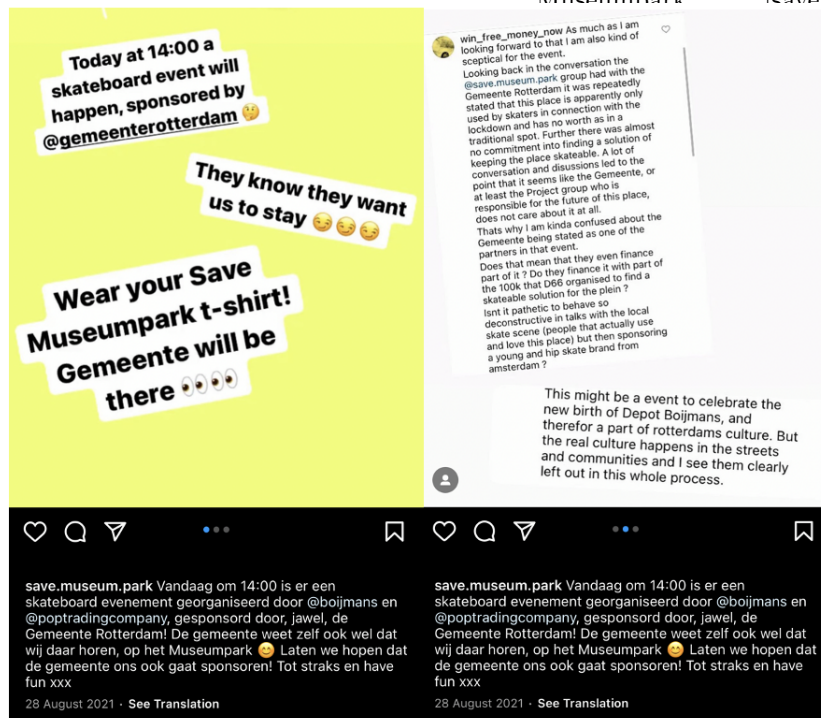 Today at 14:00 a
skateboard event will
happen, sponsored by
@gemeenterotterdam 🤔
They know they want
us to stay 😏😏😏
Wear your Save
Museumpark t-shirt!
Gemeente will be
there 👀👀
save.museum.park Vandaag om 14:00 is er een
skateboard evenement georganiseerd door @boijmans en
@poptradingcompany, gesponsord door, jawel, de
Gemeente Rotterdam! De gemeente weet zelf ook wel dat
wij daar horen, op het Museumpark 😊 Laten we hopen dat
de gemeente ons ook gaat sponsoren! Tot straks en have
fun xxx
28 August 2021 · See Translation
win_free_money_now As much as I am
looking forward to that I am also kind of
sceptical for the event.
Looking back in the conversation the
@save.museum.park group had with the
Gemeente Rotterdam it was repeatedly
stated that this place is apparently only
used by skaters in connection with the
lockdown and has no worth as in a
traditional spot. Further there was almost
no commitment into finding a solution of
keeping the place skateable. A lot of
conversation and disussions led to the
point that it seems like the Gemeente, or
at least the Project group who is
responsible for the future of this place,
does not care about it at all.
Thats why I am kinda confused about the
Gemeente being stated as one of the
partners in that event.
Does that mean that they even finance
part of it ? Do they finance it with part of
the 100k that D66 organised to find a
skateable solution for the plein ?
Isnt it pathetic to behave so
deconstructive in talks with the local
skate scene (people that actually use
and love this place) but then sponsoring
a young and hip skate brand from
amsterdam ?
This might be a event to celebrate the
new birth of Depot Boijmans, and
therefor a part of rotterdams culture. But
the real culture happens in the streets
and communities and I see them clearly
left out in this whole process.
save.museum.park Vandaag om 14:00 is er een
skateboard evenement georganiseerd door @boijmans en
@poptradingcompany, gesponsord door, jawel, de
Gemeente Rotterdam! De gemeente weet zelf ook wel dat
wij daar horen, op het Museumpark 😊 Laten we hopen dat
de gemeente ons ook gaat sponsoren! Tot straks en have
fun xxx
28 August 2021 · See Translation